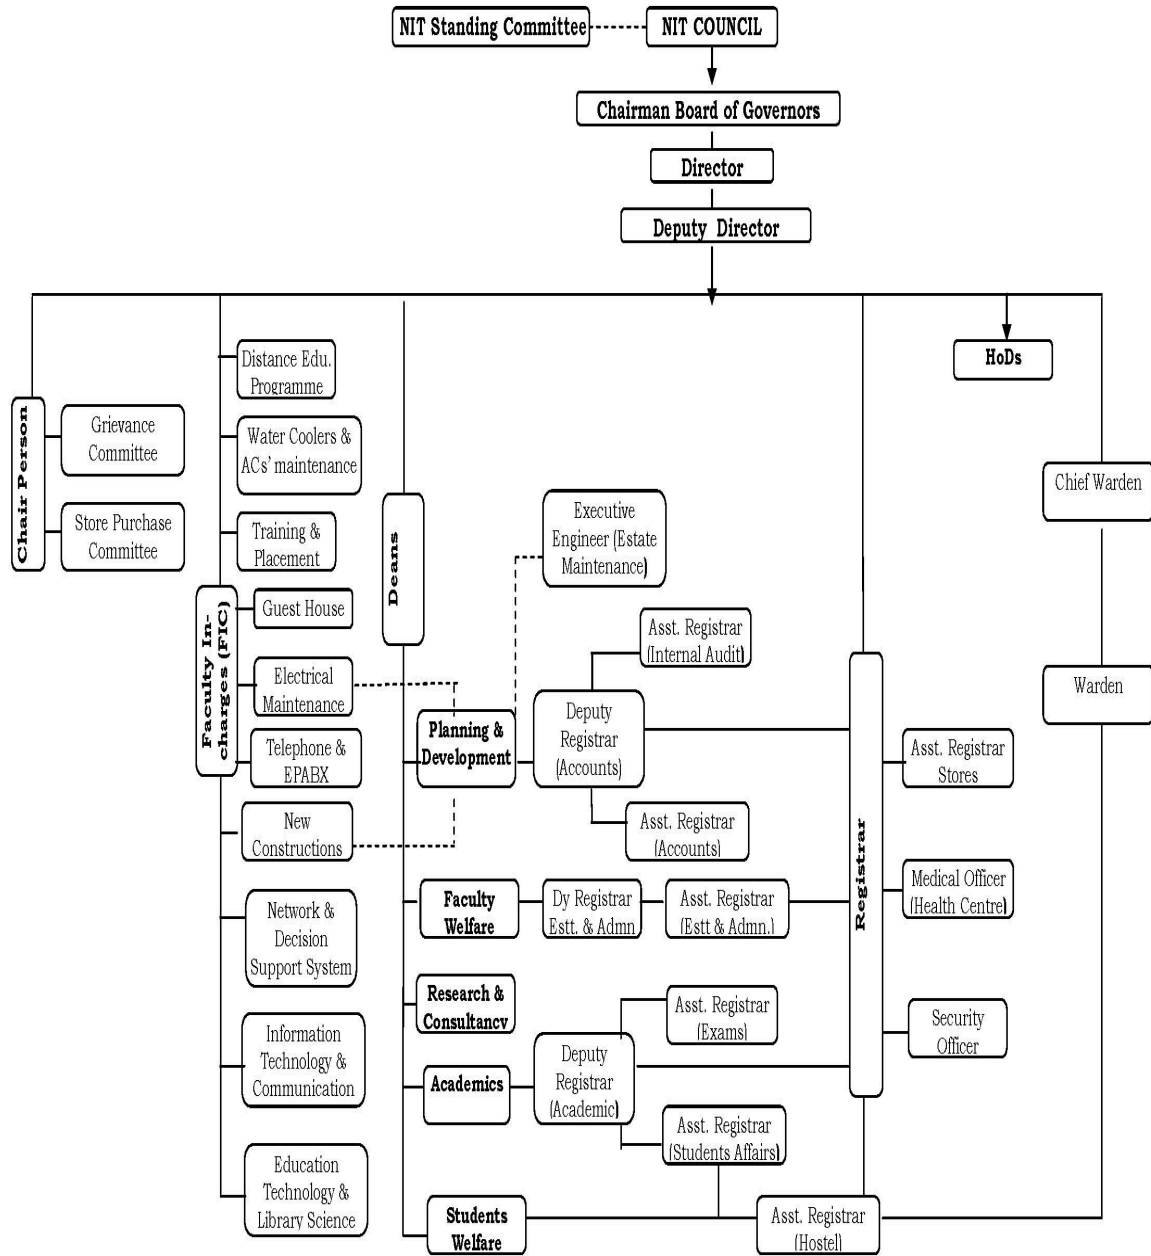 NIT Standing Committee
NIT COUNCIL
Chairman Board of Governors
Director
Deputy Director
Chair Person
Grievance
Committee
Store Purchase
Committee
Faculty In-
charges (FIC)
Distance Edu.
Programme
Water Coolers &
ACs' maintenance
Training &
Placement
Guest House
Electrical
Maintenance
Telephone &
EPABX
New
Constructions
Network &
Decision
Support System
Information
Technology &
Communication
Education
Technology &
Library Science
Deans
Planning &
Development
Executive
Engineer (Estate
Maintenance)
Asst. Registrar
(Internal Audit)
Deputy
Registrar
(Accounts)
Asst. Registrar
(Accounts)
Faculty
Welfare
Dy Registrar
Estt. & Admn
Asst. Registrar
(Estt & Admn.)
Research &
Consultancy
Asst. Registrar
(Exams)
Academics
Deputy
Registrar
(Academic)
Asst. Registrar
(Students Affairs)
Students
Welfare
Asst. Registrar
(Hostel)
Registrar
Asst. Registrar
Stores
Medical Officer
(Health Centre)
Security
Officer
HoDs
Chief Warden
Warden